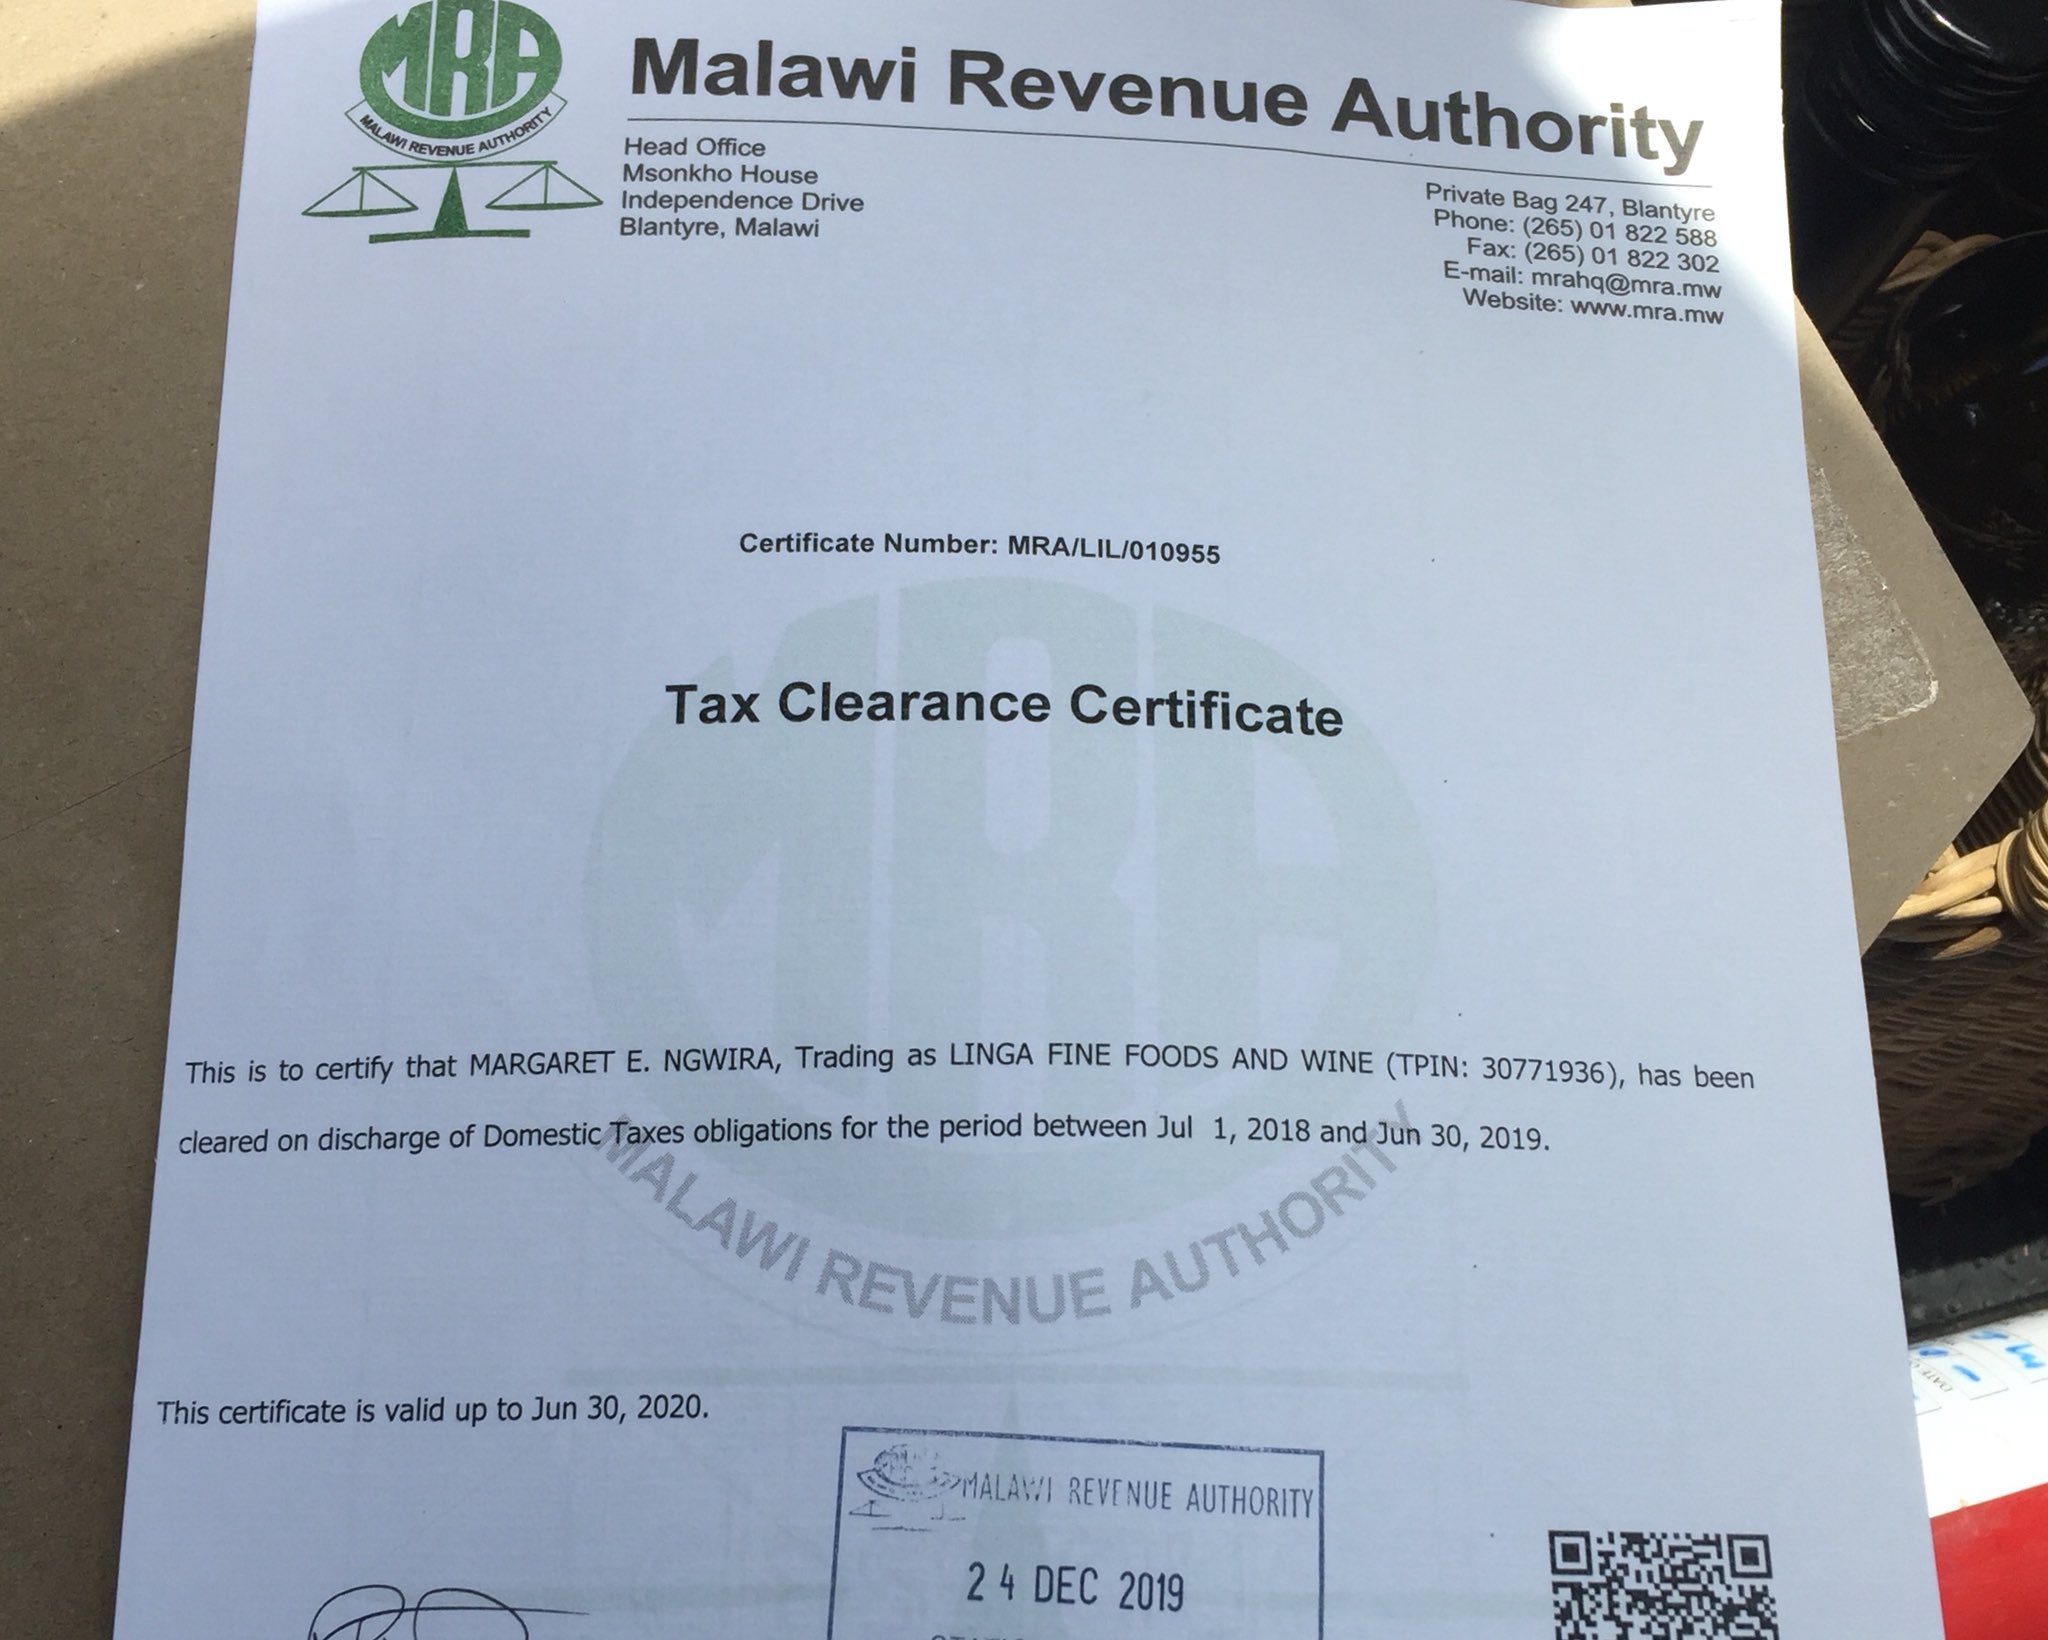 MRA
MALAWI REVENUE AUTHORITY
Malawi Revenue Authority
Head Office
Msonkho House
Independence Drive
Blantyre, Malawi
Private Bag 247, Blantyre
Phone: (265) 01 822 588
Fax: (265) 01 822 302
E-mail: mrahq@mra.mw
Website: www.mra.mw
Certificate Number: MRA/LIL/010955
Tax Clearance Certificate
MRA
This is to certify that MARGARET E. NGWIRA, Trading as LINGA FINE FOODS AND WINE (TPIN: 30771936), has been
cleared on discharge of Domestic Taxes obligations for the period between Jul 1, 2018 and Jun 30, 2019.
MALAWI REVENUE AUTHORITY
This certificate is valid up to Jun 30, 2020.
MALAWI REVENUE AUTHORITY
24 DEC 2019
DATE